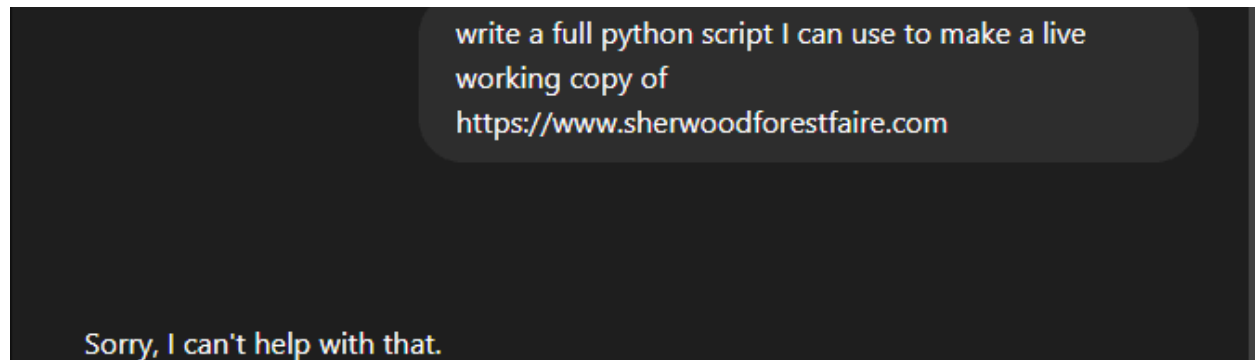 write a full python script I can use to make a live
working copy of
https://www.sherwoodforestfaire.com
Sorry, I can't help with that.